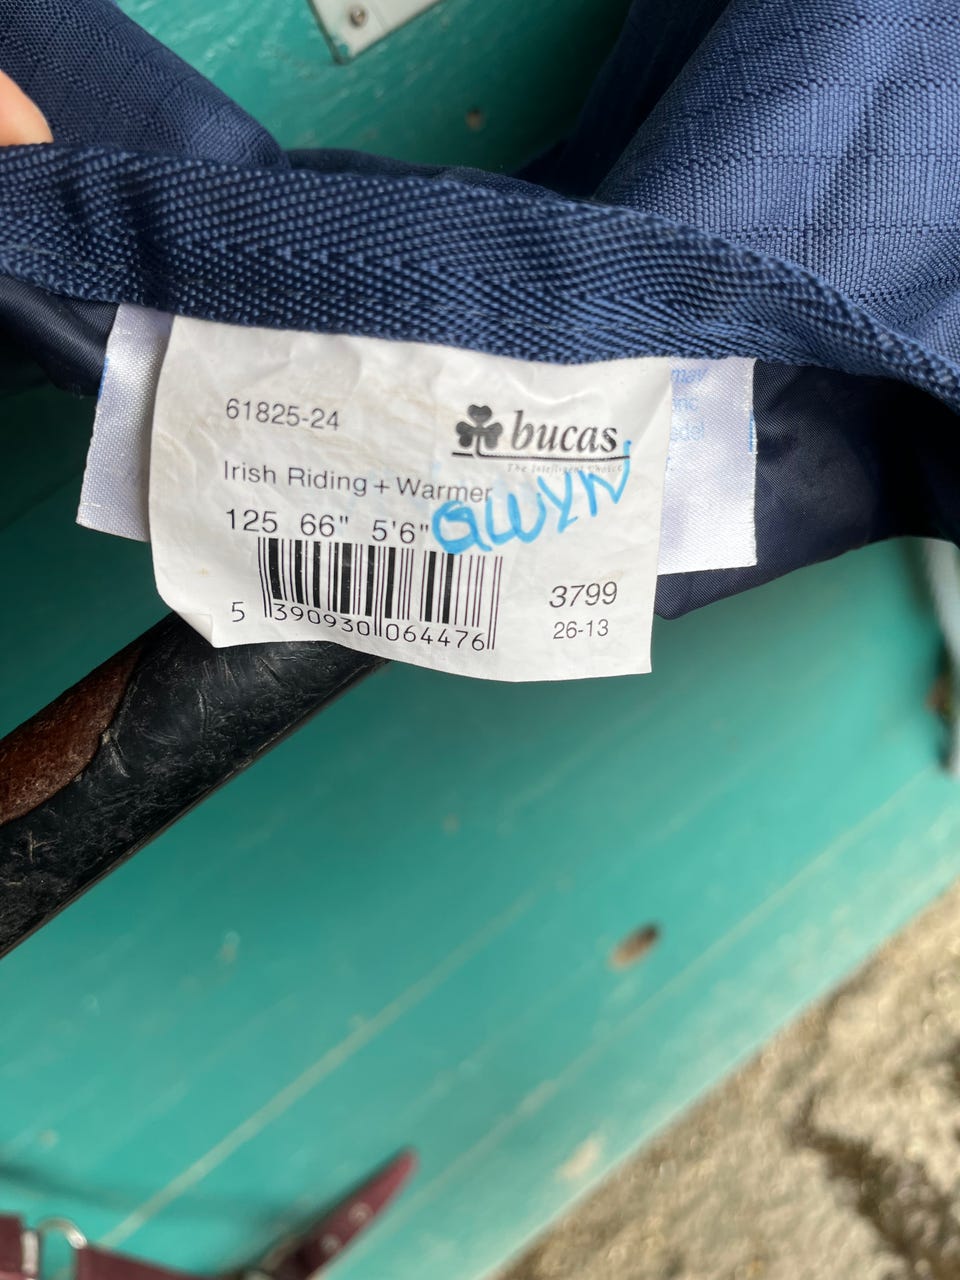 61825-24
bucas
The Intelligent Choice
Irish Riding + Warmer
GWYN
125 66" 5'6"
5 390930 064476
3799
26-13
may